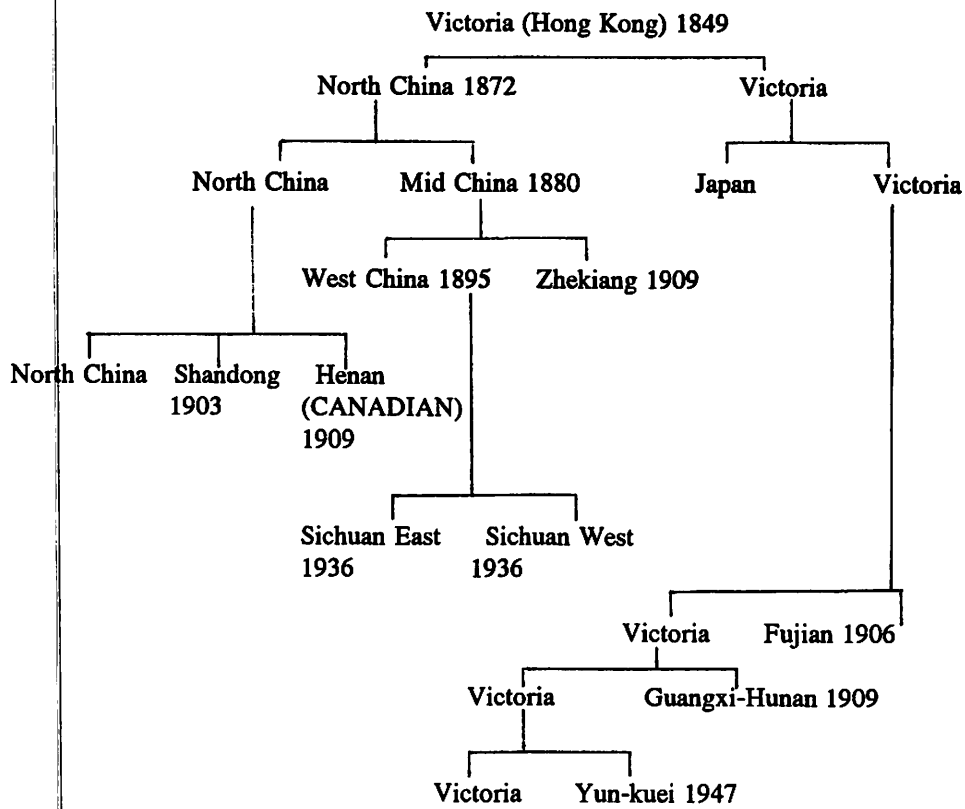 Victoria (Hong Kong) 1849
North China 1872 Victoria
North China Mid China 1880 Japan Victoria
West China 1895 Zhekiang 1909
North China Shandong Henan
1903 (CANADIAN)
1909
Sichuan East Sichuan West
1936 1936
Victoria Fujian 1906
Victoria Guangxi-Hunan 1909
Victoria Yun-kuei 1947